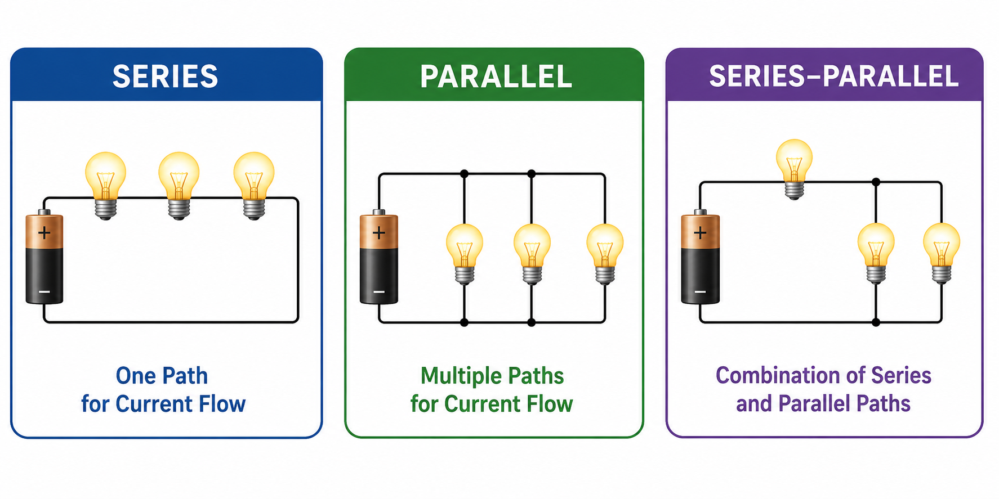 SERIES
+
−
One Path
for Current Flow
PARALLEL
+
−
Multiple Paths
for Current Flow
SERIES–PARALLEL
+
−
Combination of Series
and Parallel Paths